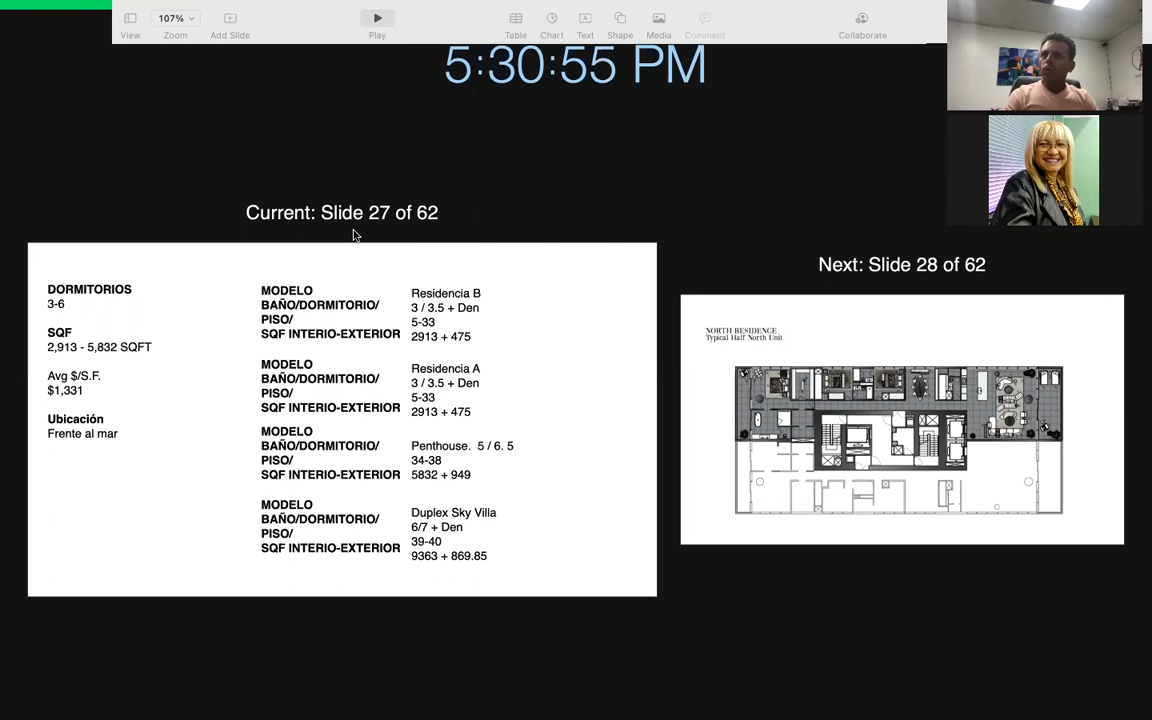 107%
View
Zoom
Add Slide
Play
Table
Chart
Text
Shape
Media
Comment
Collaborate
5:30:55 PM
Current: Slide 27 of 62
DORMITORIOS
3-6
SQF
2,913 - 5,832 SQFT
Avg $/S.F.
$1,331
Ubicación
Frente al mar
MODELO
BAÑO/DORMITORIO/
PISO/
SQF INTERIO-EXTERIOR
Residencia B
3 / 3.5 + Den
5-33
2913 + 475
MODELO
BAÑO/DORMITORIO/
PISO/
SQF INTERIO-EXTERIOR
Residencia A
3 / 3.5 + Den
5-33
2913 + 475
MODELO
BAÑO/DORMITORIO/
PISO/
SQF INTERIO-EXTERIOR
Penthouse. 5 / 6. 5
34-38
5832 + 949
MODELO
BAÑO/DORMITORIO/
PISO/
SQF INTERIO-EXTERIOR
Duplex Sky Villa
6/7 + Den
39-40
9363 + 869.85
Next: Slide 28 of 62
NORTH RESIDENCE
Typical Half North Unit